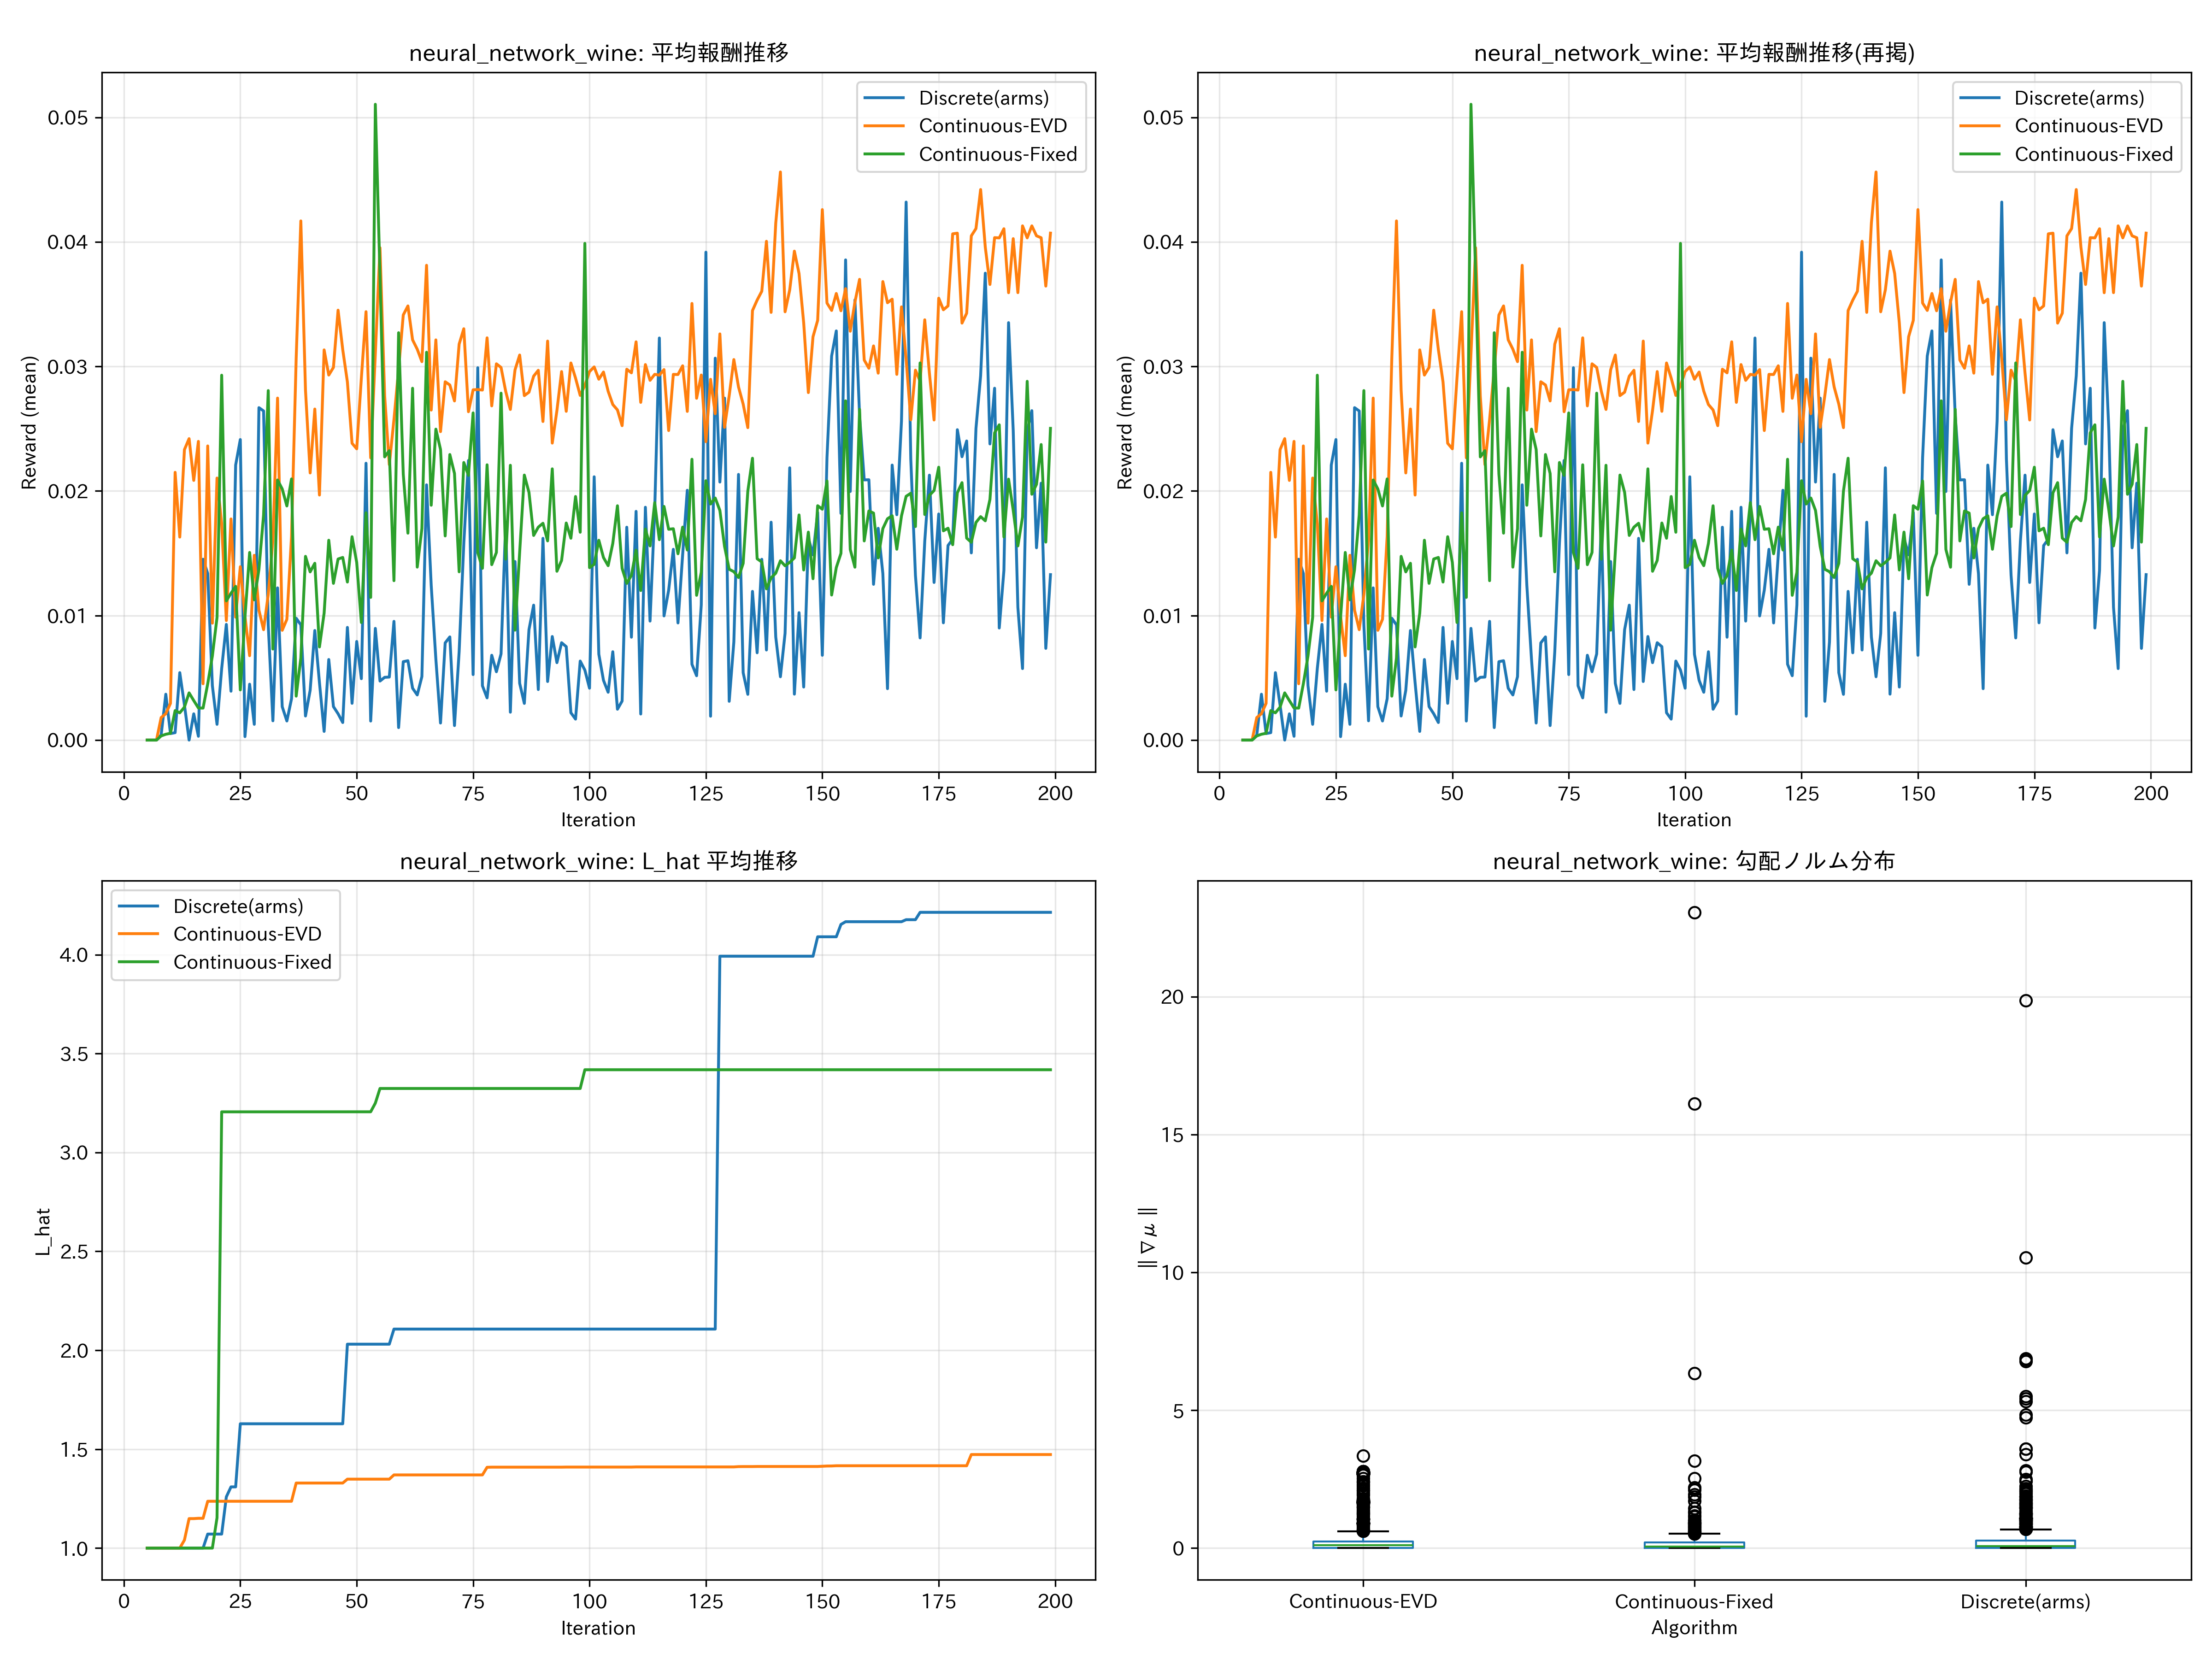 neural_network_wine: 平均報酬推移
Reward (mean)
0.05
0.04
0.03
0.02
0.01
0.00
Discrete(arms)
Continuous-EVD
Continuous-Fixed
0 25 50 75 100 125 150 175 200
Iteration
neural_network_wine: 平均報酬推移(再掲)
Reward (mean)
0.05
0.04
0.03
0.02
0.01
0.00
Discrete(arms)
Continuous-EVD
Continuous-Fixed
0 25 50 75 100 125 150 175 200
Iteration
neural_network_wine: L_hat 平均推移
L_hat
4.0
3.5
3.0
2.5
2.0
1.5
1.0
Discrete(arms)
Continuous-EVD
Continuous-Fixed
0 25 50 75 100 125 150 175 200
Iteration
neural_network_wine: 勾配ノルム分布
‖∇μ‖
20
15
10
5
0
Continuous-EVD Continuous-Fixed Discrete(arms)
Algorithm